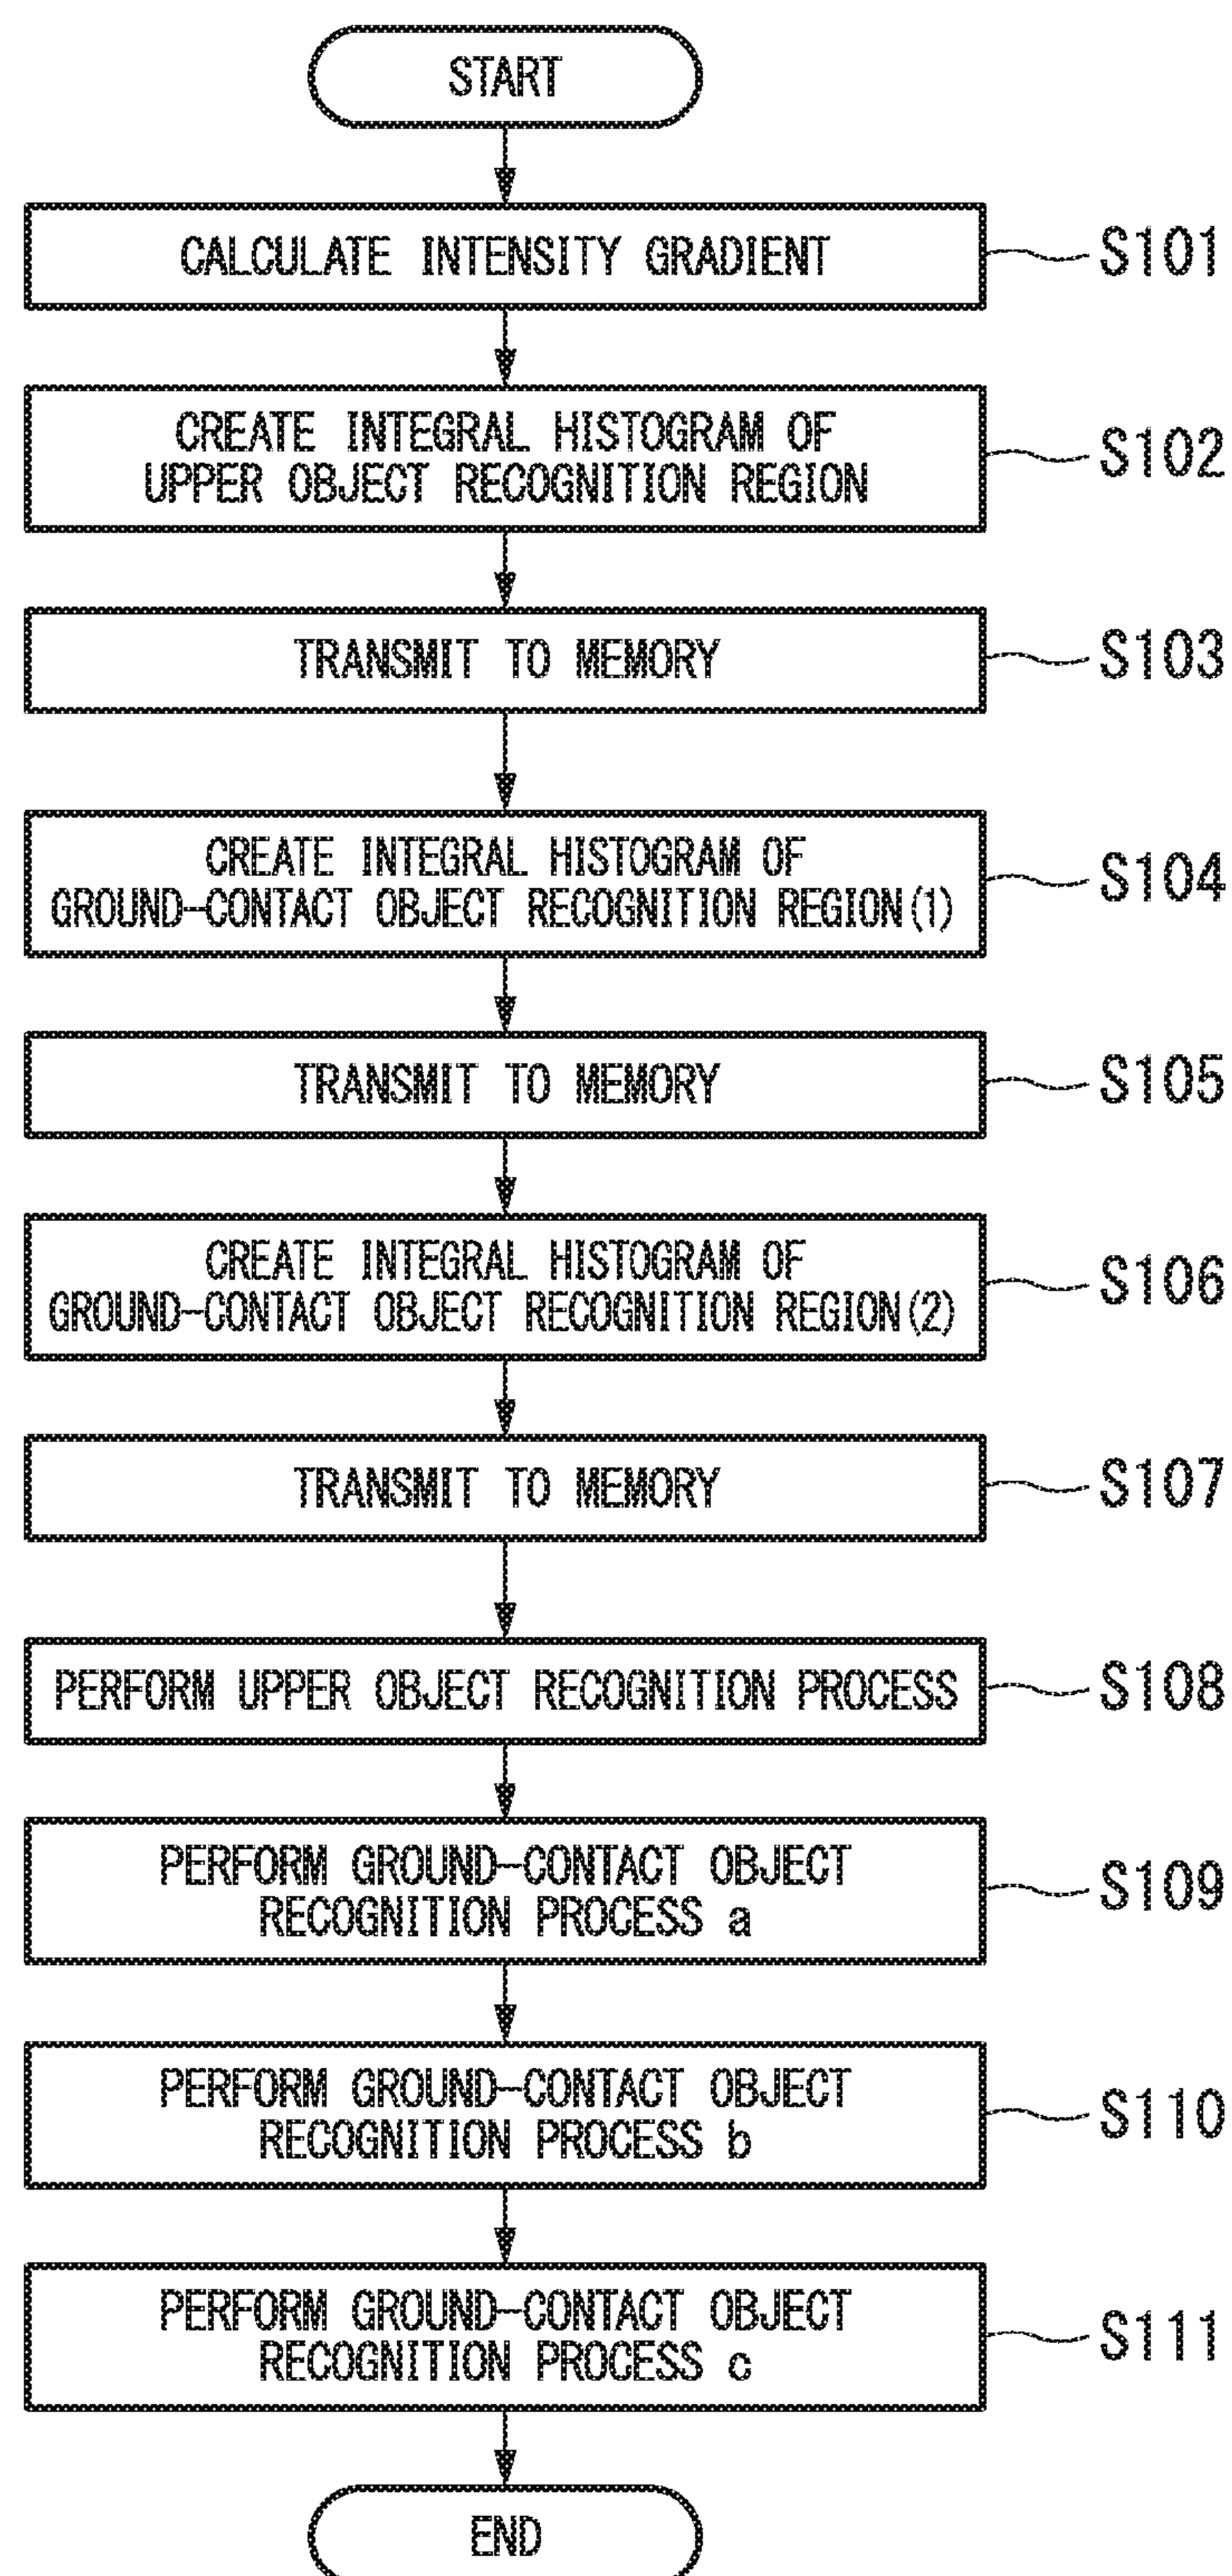 START
CALCULATE INTENSITY GRADIENT
S101
CREATE INTEGRAL HISTOGRAM OF
UPPER OBJECT RECOGNITION REGION
S102
TRANSMIT TO MEMORY
S103
CREATE INTEGRAL HISTOGRAM OF
GROUND-CONTACT OBJECT RECOGNITION REGION(1)
S104
TRANSMIT TO MEMORY
S105
CREATE INTEGRAL HISTOGRAM OF
GROUND-CONTACT OBJECT RECOGNITION REGION(2)
S106
TRANSMIT TO MEMORY
S107
PERFORM UPPER OBJECT RECOGNITION PROCESS
S108
PERFORM GROUND-CONTACT OBJECT
RECOGNITION PROCESS a
S109
PERFORM GROUND-CONTACT OBJECT
RECOGNITION PROCESS b
S110
PERFORM GROUND-CONTACT OBJECT
RECOGNITION PROCESS c
S111
END